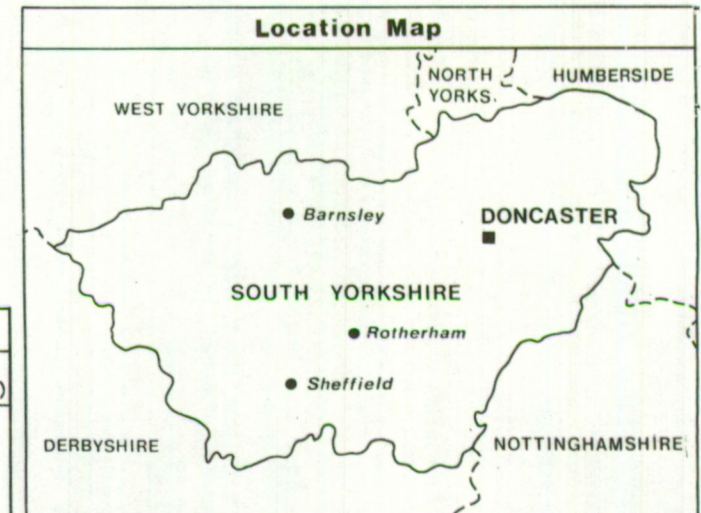 Location Map
NORTH
YORKS.
HUMBERSIDE
WEST YORKSHIRE
Barnsley
DONCASTER
SOUTH YORKSHIRE
Rotherham
Sheffield
DERBYSHIRE
NOTTINGHAMSHIRE